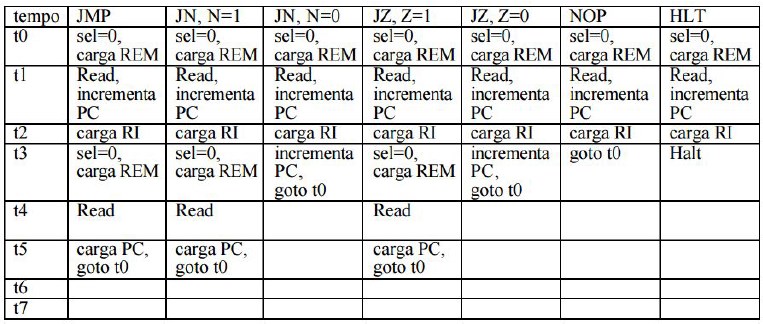 tempo JMP JN, N=1 JN, N=0 JZ, Z=1 JZ, Z=0 NOP HLT
t0 sel=0, sel=0, sel=0, sel=0, sel=0, sel=0, sel=0,
carga REM carga REM carga REM carga REM carga REM carga REM carga REM
t1 Read, Read, Read, Read, Read, Read, Read,
incrementa incrementa incrementa incrementa incrementa incrementa incrementa
PC PC PC PC PC PC PC
t2 carga RI carga RI carga RI carga RI carga RI carga RI carga RI
t3 sel=0, sel=0, incrementa sel=0, incrementa goto t0 Halt
carga REM carga REM PC, carga REM PC,
goto t0 goto t0
t4 Read Read Read
t5 carga PC, carga PC, carga PC,
goto t0 goto t0 goto t0
t6
t7